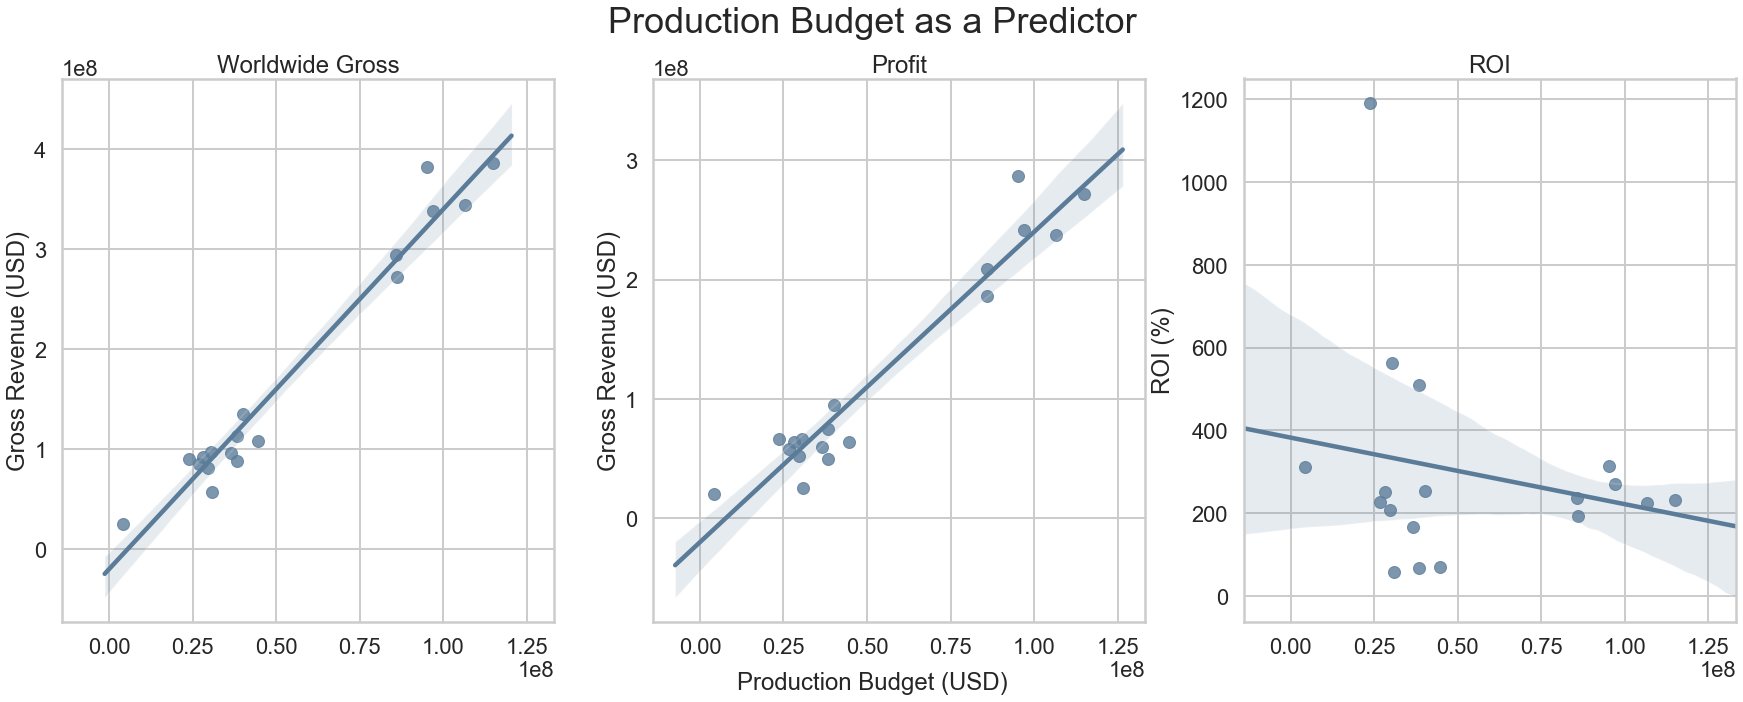 Production Budget as a Predictor
Worldwide Gross
1e8
Gross Revenue (USD)
4
3
2
1
0
0.00 0.25 0.50 0.75 1.00 1.25
1e8
Profit
1e8
Gross Revenue (USD)
3
2
1
0
0.00 0.25 0.50 0.75 1.00 1.25
1e8
Production Budget (USD)
ROI
ROI (%)
1200
1000
800
600
400
200
0
0.00 0.25 0.50 0.75 1.00 1.25
1e8